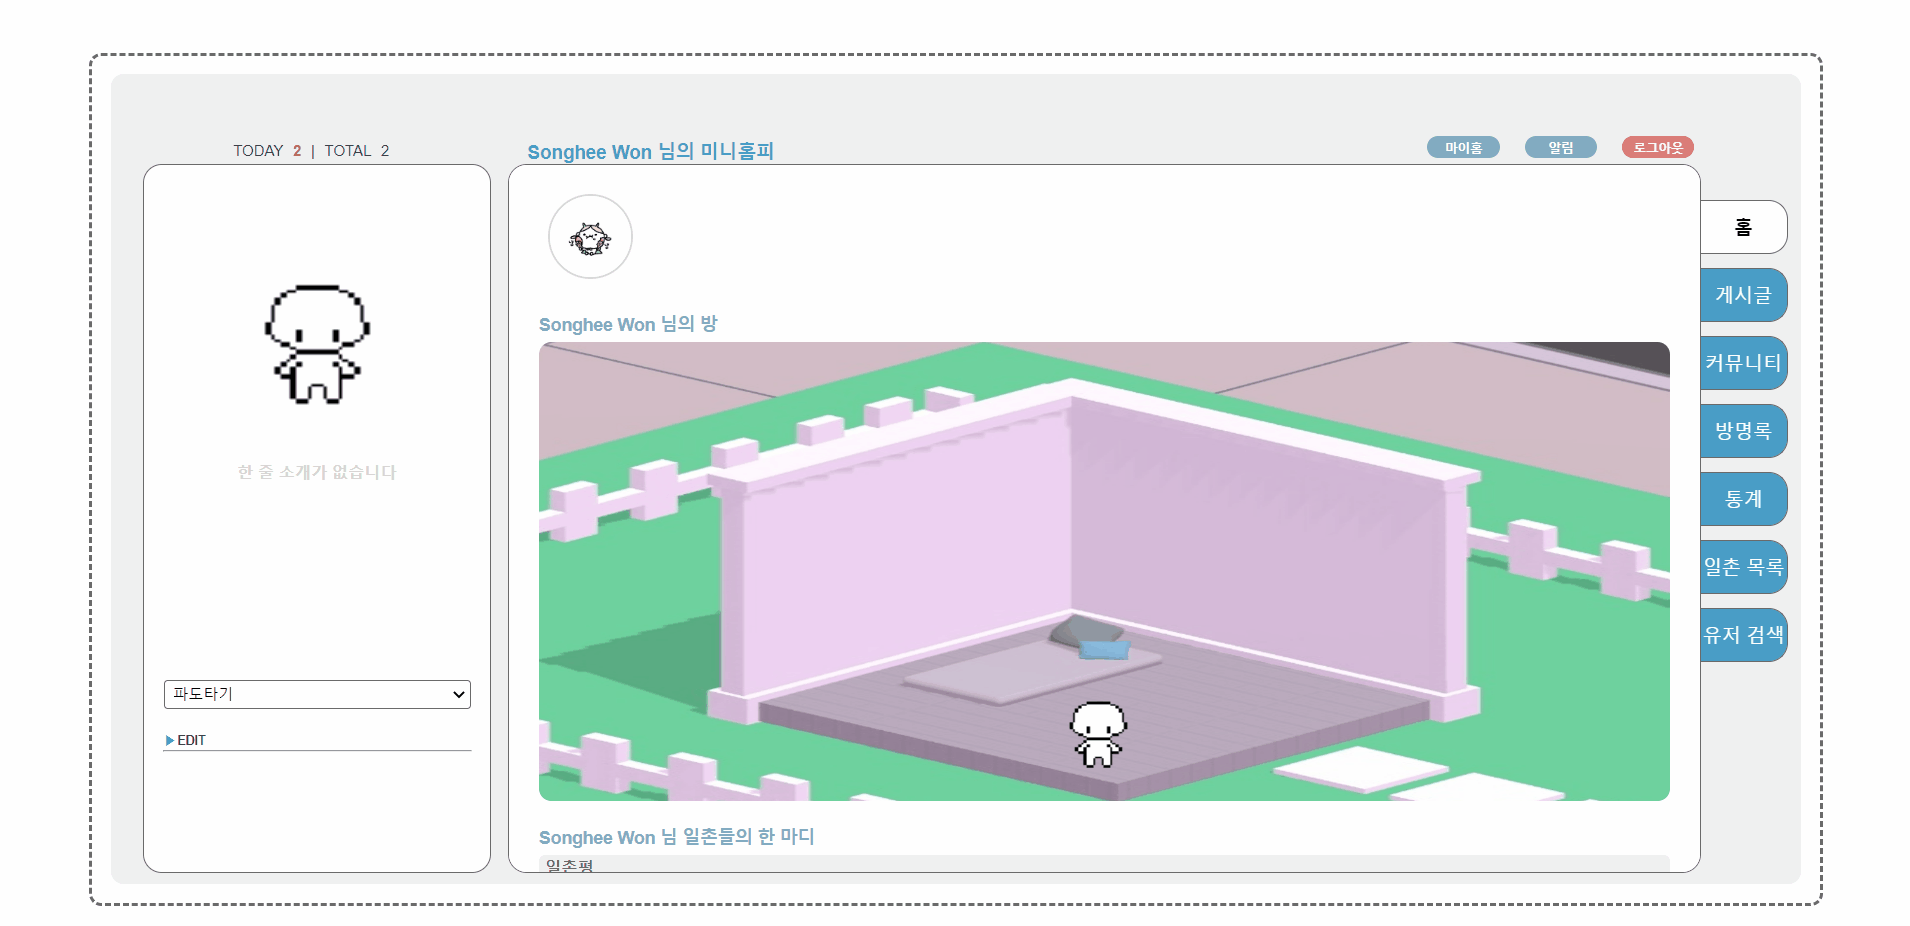 TODAY 2 | TOTAL 2
Songhee Won 님의 미니홈피
마이홈
알림
로그아웃
한 줄 소개가 없습니다
파도타기
EDIT
Songhee Won 님의 방
Songhee Won 님 일촌들의 한 마디
일촌평
홈
게시글
커뮤니티
방명록
통계
일촌 목록
유저 검색